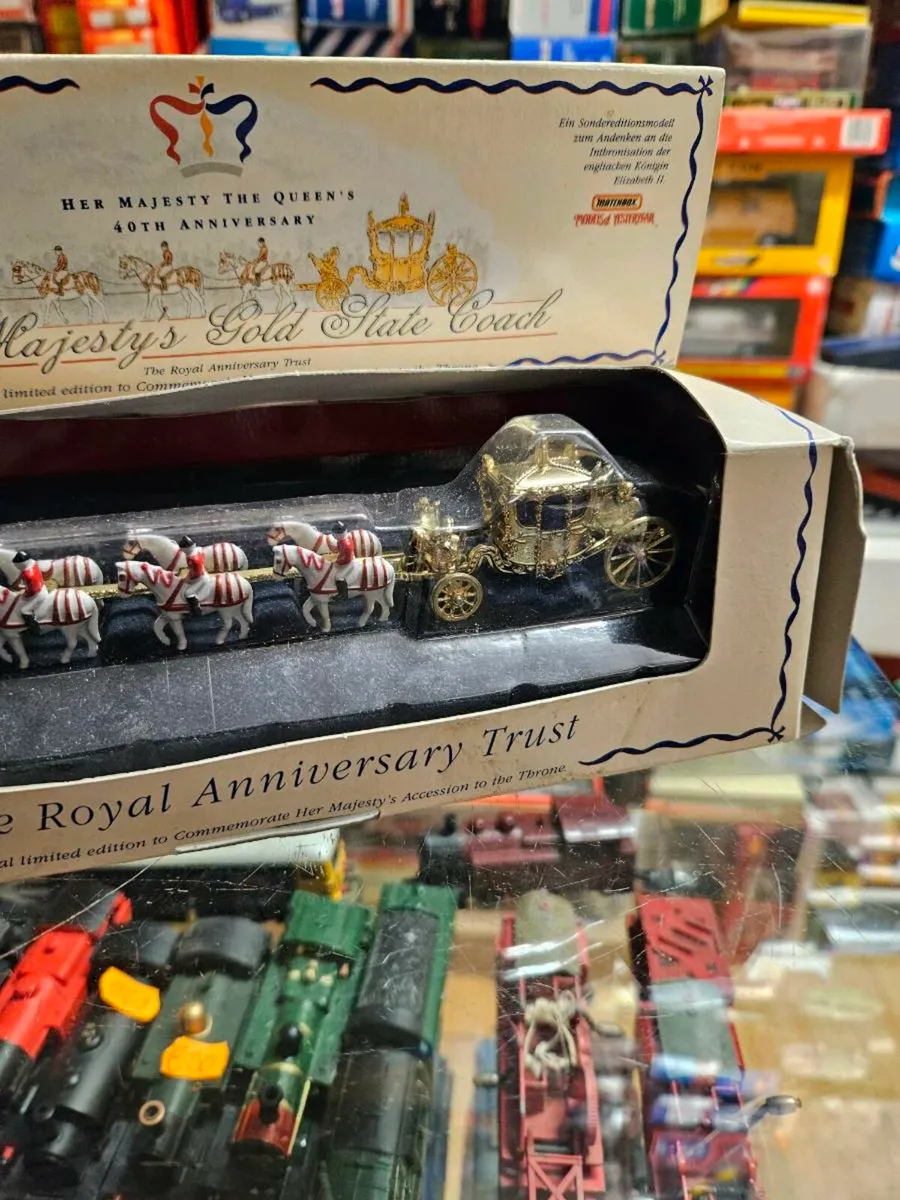 Ein Sondereditionsmodell
zum Andenken an die
Inthronisation der
englischen Königin
Elizabeth II.
MATCHBOX
MODELS of YESTERYEAR
HER MAJESTY THE QUEEN'S
40TH ANNIVERSARY
Majesty's Gold State Coach
The Royal Anniversary Trust
limited edition to Commem
Royal Anniversary Trust
limited edition to Commemorate Her Majesty's Accession to the Throne